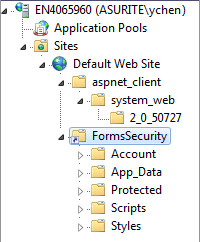 EN4065960 (ASURITE\ychen)
Application Pools
Sites
Default Web Site
aspnet_client
system_web
2_0_50727
FormsSecurity
Account
App_Data
Protected
Scripts
Styles